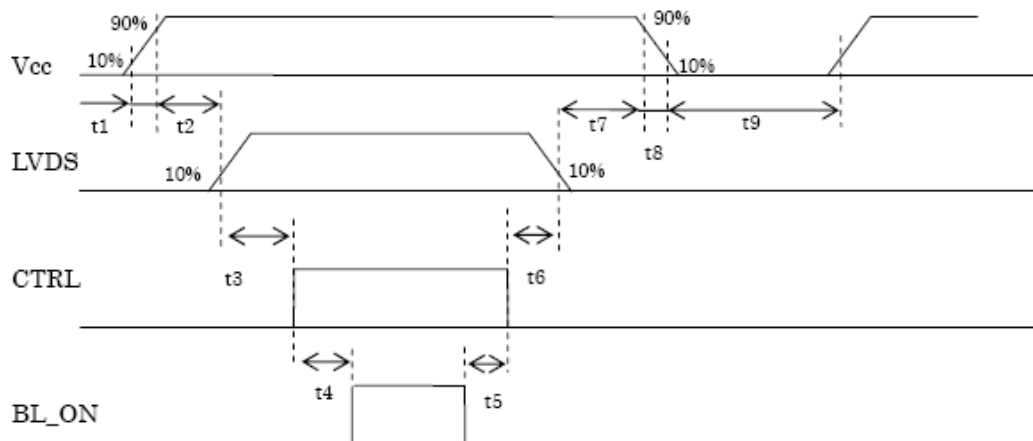 90%
90%
Vcc
10%
10%
t1
t2
t7
t8
t9
LVDS
10%
10%
t3
t6
CTRL
t4
t5
BL_ON